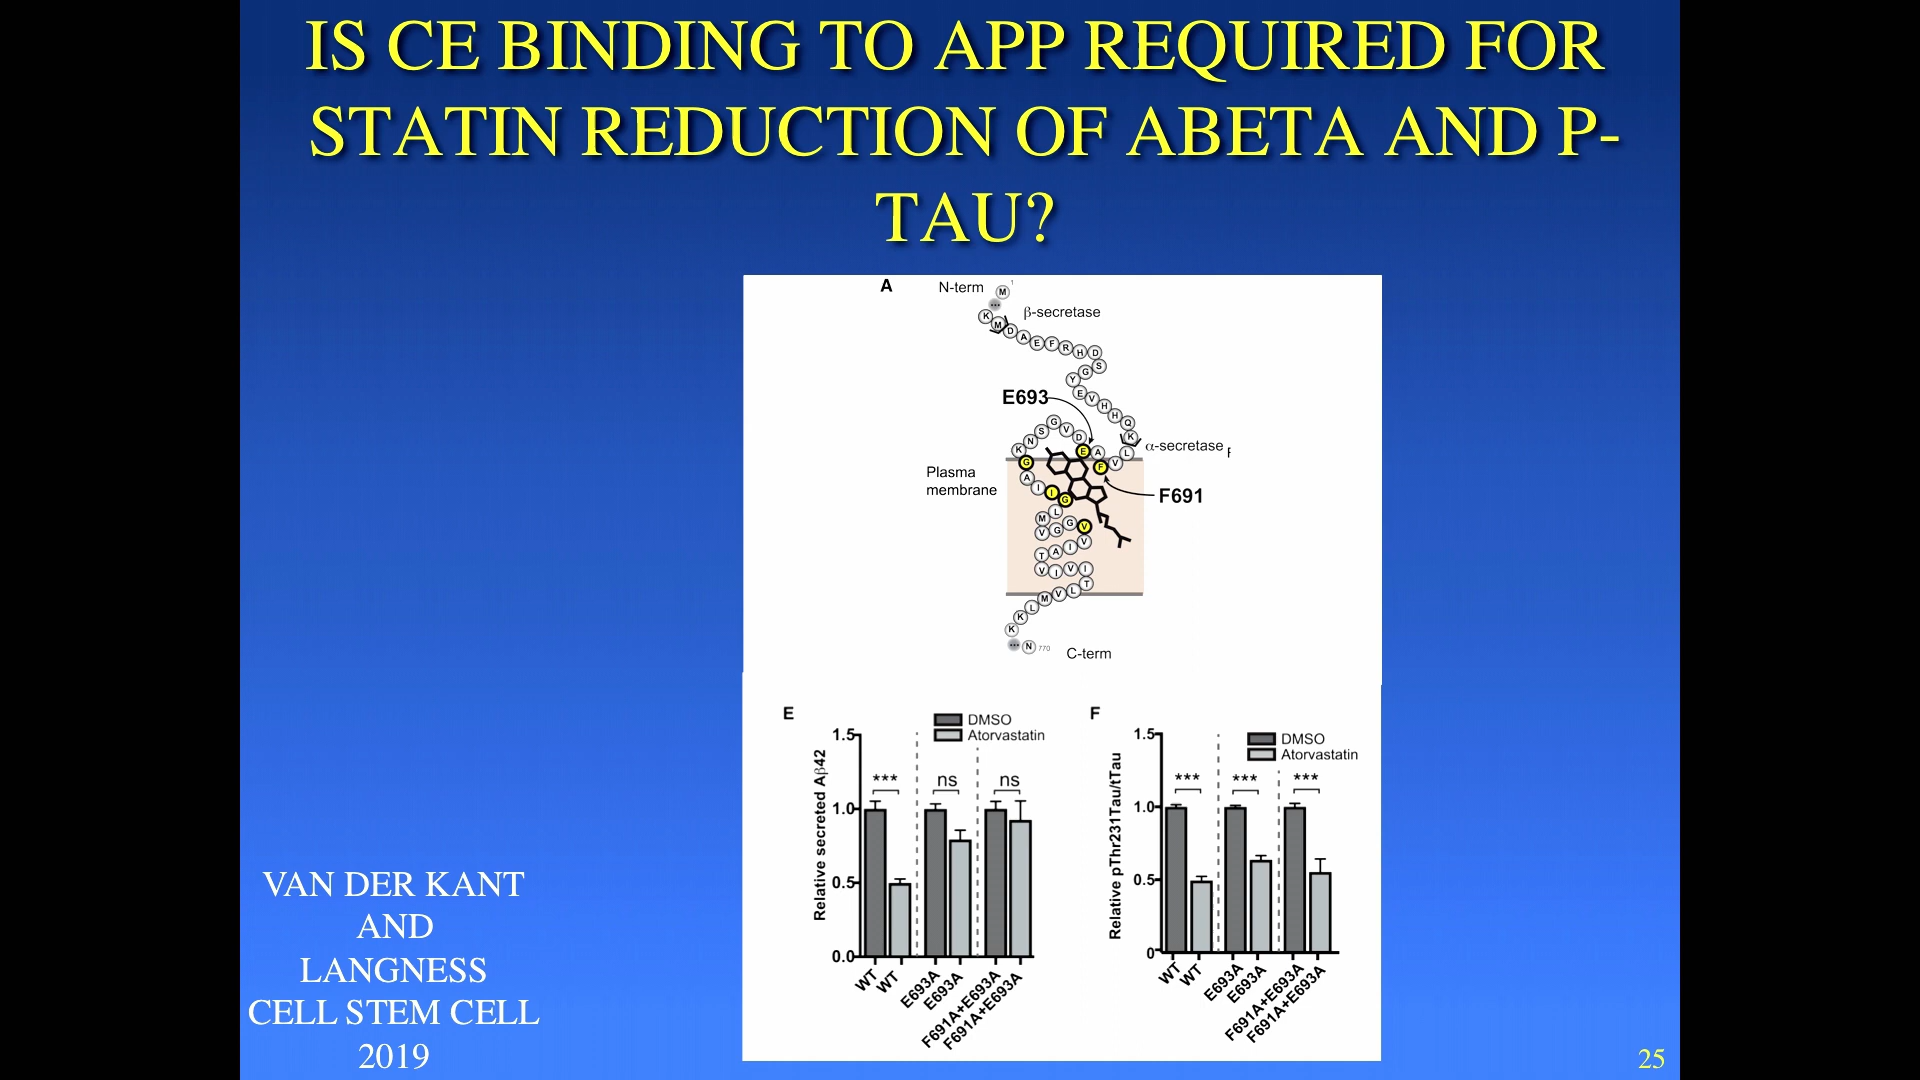 IS CE BINDING TO APP REQUIRED FOR
STATIN REDUCTION OF ABETA AND P-
TAU?
A
N-term
M
K
M
β-secretase
D A E F R H D
S
G
Y
E V H H Q
K
α-secretase
E693
L
V
F
A
E
D
V
G
S
N
K
G
A
I
I
G
F691
Plasma
membrane
L
M
V G G V
V
I
A
T
V I V I
T
L
V
M
L
K
K
N 770
C-term
E
DMSO
Atorvastatin
Relative secreted Aβ42
1.5
1.0
0.5
0.0
*** ns ns
WT WT E693A E693A F691A+E693A F691A+E693A
F
DMSO
Atorvastatin
Relative pThr231Tau/tTau
1.5
1.0
0.5
0
*** *** ***
WT WT E693A E693A F691A+E693A F691A+E693A
VAN DER KANT
AND
LANGNESS
CELL STEM CELL
2019
25